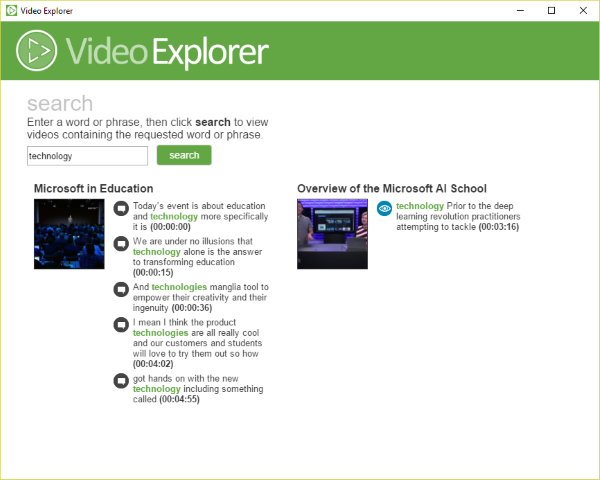 Video Explorer
Video Explorer
search
Enter a word or phrase, then click search to view
videos containing the requested word or phrase.
technology
search
Microsoft in Education
Today's event is about education
and technology more specifically
it is (00:00:00)
We are under no illusions that
technology alone is the answer
to transforming education
(00:00:15)
And technologies manglia tool to
empower their creativity and their
ingenuity (00:00:36)
I mean I think the product
technologies are all really cool
and our customers and students
will love to try them out so how
(00:04:02)
got hands on with the new
technology including something
called (00:04:55)
Overview of the Microsoft AI School
technology Prior to the deep
learning revolution practitioners
attempting to tackle (00:03:16)